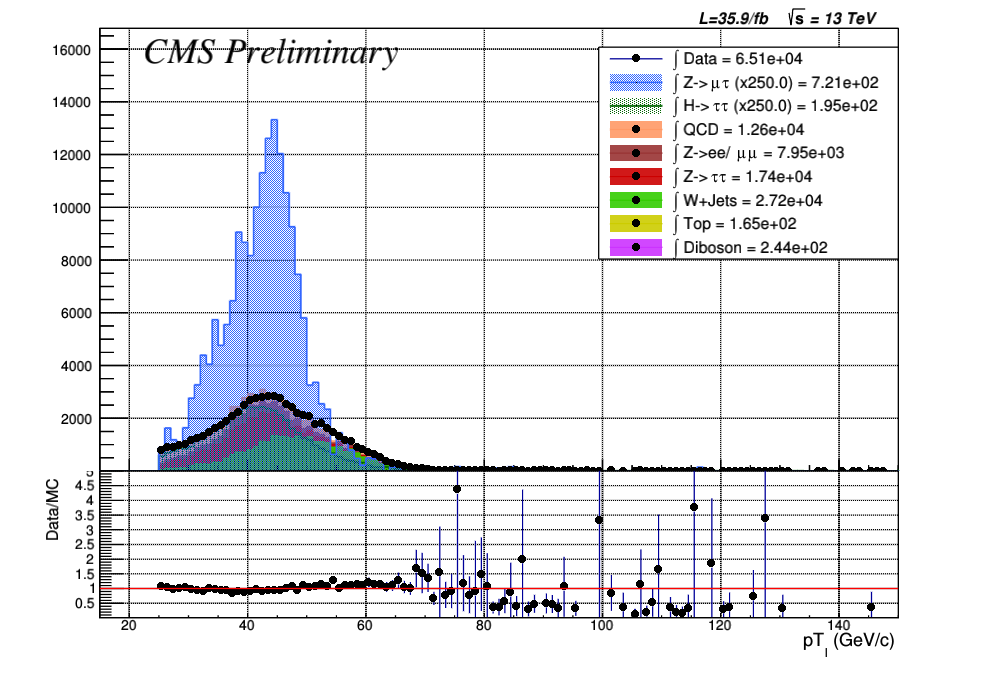 L=35.9/fb √s = 13 TeV
CMS Preliminary
∫ Data = 6.51e+04
∫ Z->μτ (x250.0) = 7.21e+02
∫ H->ττ (x250.0) = 1.95e+02
∫ QCD = 1.26e+04
∫ Z->ee/ μμ = 7.95e+03
∫ Z->ττ = 1.74e+04
∫ W+Jets = 2.72e+04
∫ Top = 1.65e+02
∫ Diboson = 2.44e+02
16000
14000
12000
10000
8000
6000
4000
2000
Data/MC
5
4.5
4
3.5
3
2.5
2
1.5
1
0.5
20 40 60 80 100 120 140
pT_l (GeV/c)